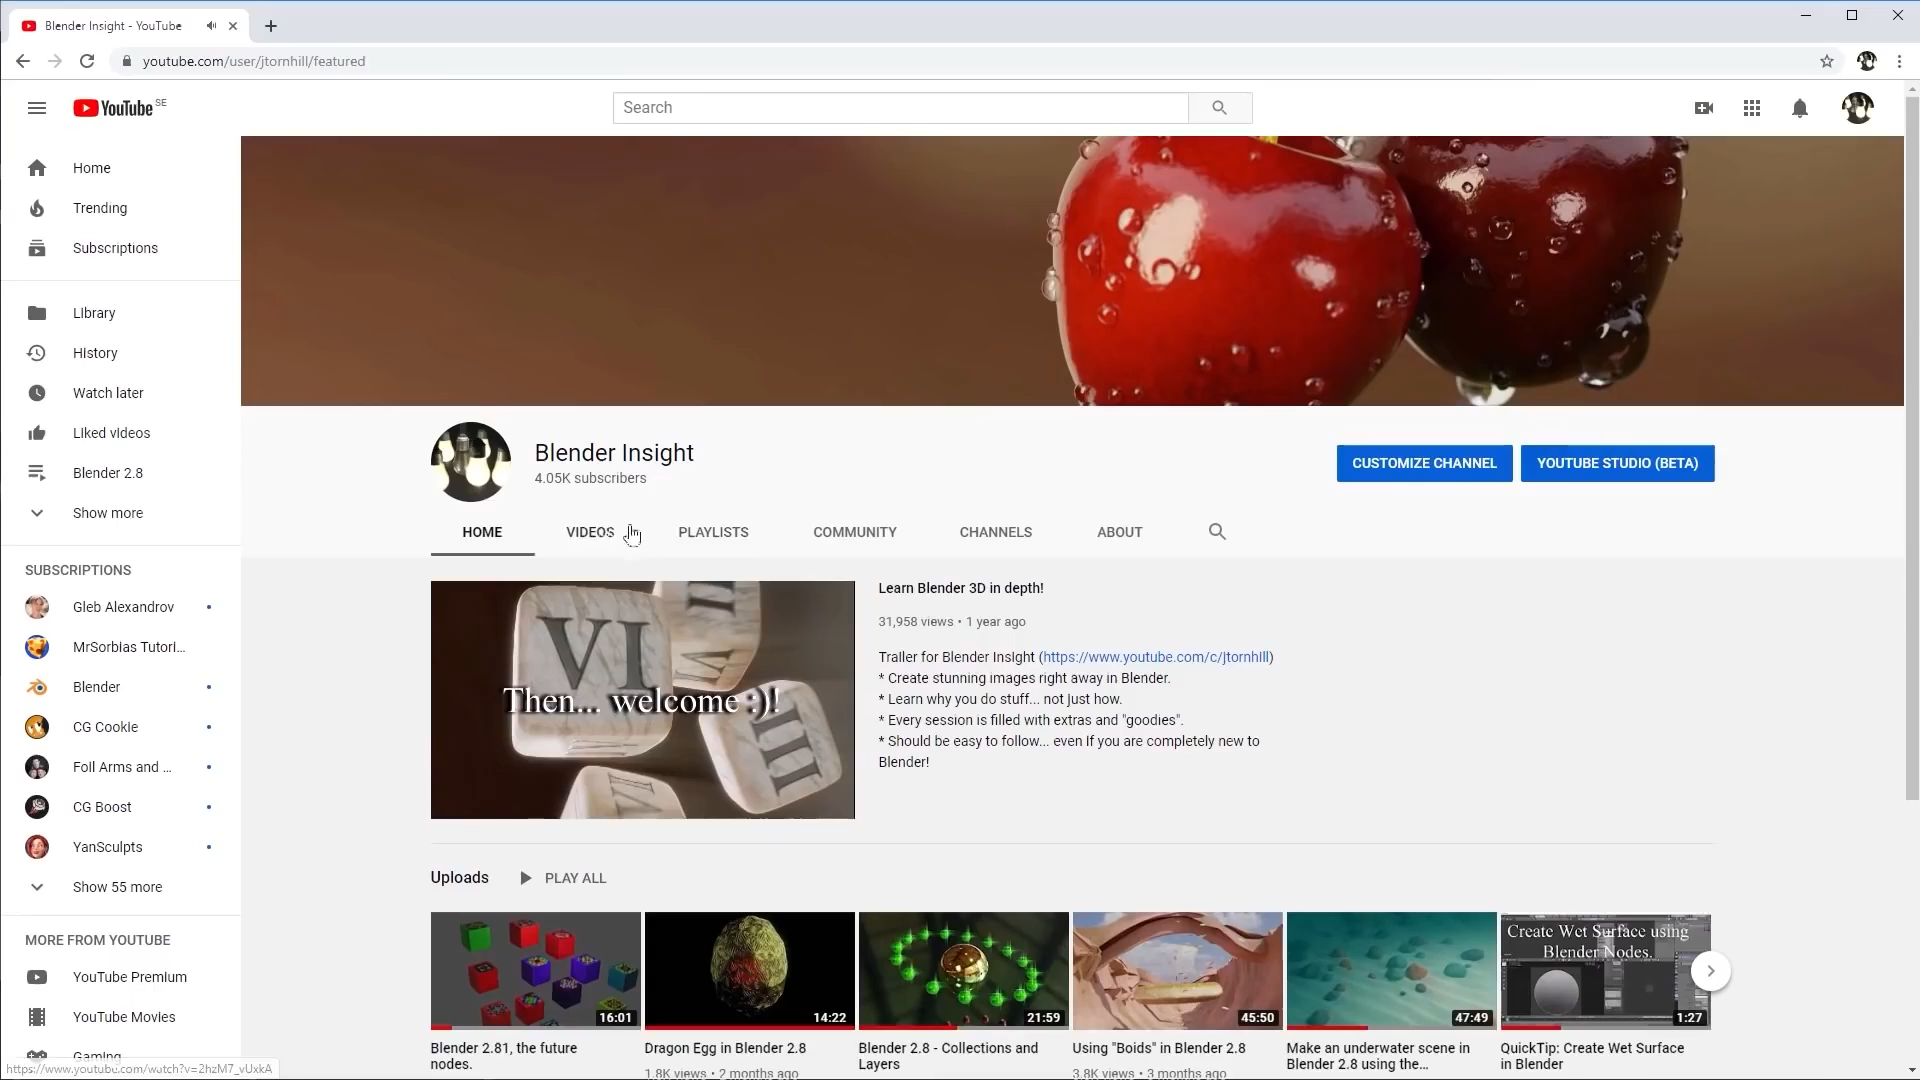 Blender Insight - YouTube
youtube.com/user/jtornhill/featured
YouTube SE
Search
Home
Trending
Subscriptions
Library
History
Watch later
Liked videos
Blender 2.8
Show more
SUBSCRIPTIONS
Gleb Alexandrov
MrSorbias Tutori...
Blender
CG Cookie
Foil Arms and ...
CG Boost
YanSculpts
Show 55 more
MORE FROM YOUTUBE
YouTube Premium
YouTube Movies
Gaming
https://www.youtube.com/watch?v=2hzM7_vUxkA
Blender Insight
4.05K subscribers
CUSTOMIZE CHANNEL
YOUTUBE STUDIO (BETA)
HOME VIDEOS PLAYLISTS COMMUNITY CHANNELS ABOUT
VI
III
Then... welcome :)!
Learn Blender 3D in depth!
31,958 views • 1 year ago
Trailer for Blender Insight (https://www.youtube.com/c/jtornhill)
* Create stunning images right away in Blender.
* Learn why you do stuff... not just how.
* Every session is filled with extras and "goodies".
* Should be easy to follow... even if you are completely new to
Blender!
Uploads PLAY ALL
16:01
Blender 2.81, the future
nodes.
14:22
Dragon Egg in Blender 2.8
1.8K views • 2 months ago
21:59
Blender 2.8 - Collections and
Layers
45:50
Using "Boids" in Blender 2.8
3.8K views • 3 months ago
47:49
Make an underwater scene in
Blender 2.8 using the...
Create Wet Surface using
Blender Nodes.
1:27
QuickTip: Create Wet Surface
in Blender